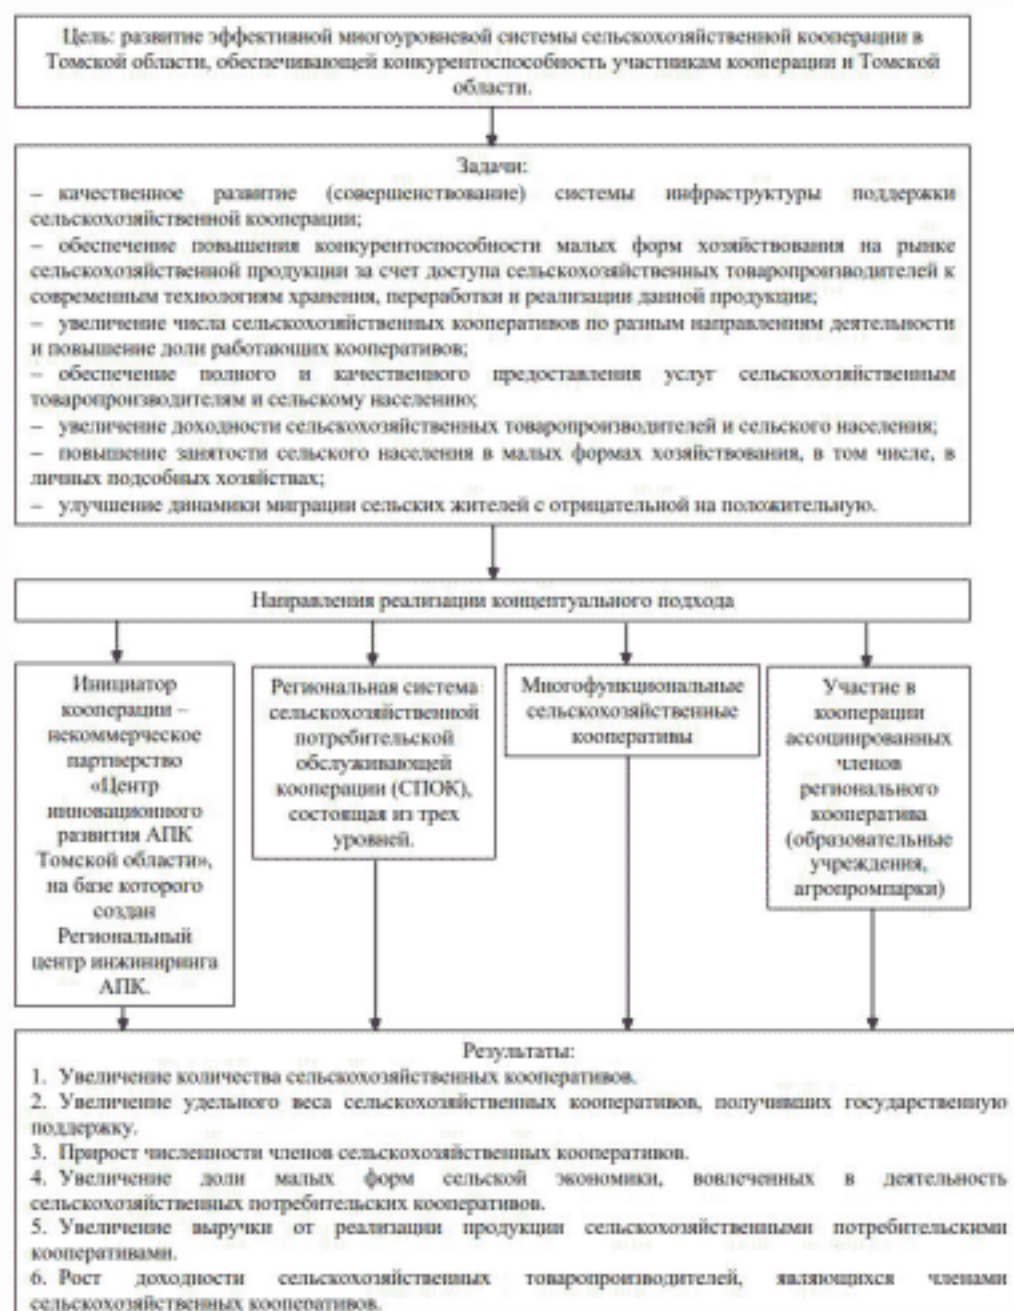 Цель: развитие эффективной многоуровневой системы сельскохозяйственной кооперации в
Томской области, обеспечивающей конкурентоспособность участникам кооперации и Томской
области.
Задачи:
– качественное развитие (совершенствование) системы инфраструктуры поддержки
сельскохозяйственной кооперации;
– обеспечение повышения конкурентоспособности малых форм хозяйствования на рынке
сельскохозяйственной продукции за счет доступа сельскохозяйственных товаропроизводителей к
современным технологиям хранения, переработки и реализации данной продукции;
– увеличение числа сельскохозяйственных кооперативов по разным направлениям деятельности
и повышение доли работающих кооперативов;
– обеспечение полного и качественного предоставления услуг сельскохозяйственным
товаропроизводителям и сельскому населению;
– увеличение доходности сельскохозяйственных товаропроизводителей и сельского населения;
– повышение занятости сельского населения в малых формах хозяйствования, в том числе, в
личных подсобных хозяйствах;
– улучшение динамики миграции сельских жителей с отрицательной на положительную.
Направления реализации концептуального подхода
Инициатор
кооперации –
некоммерческое
партнерство
«Центр
инновационного
развития АПК
Томской области»,
на базе которого
создан
Региональный
центр инжиниринга
АПК.
Региональная система
сельскохозяйственной
потребительской
обслуживающей
кооперации (СПОК),
состоящая из трех
уровней.
Многофункциональные
сельскохозяйственные
кооперативы
Участие в
кооперации
ассоциированных
членов
регионального
кооператива
(образовательные
учреждения,
агропромпарки)
Результаты:
1. Увеличение количества сельскохозяйственных кооперативов.
2. Увеличение удельного веса сельскохозяйственных кооперативов, получивших государственную
поддержку.
3. Прирост численности членов сельскохозяйственных кооперативов.
4. Увеличение доли малых форм сельской экономики, вовлеченных в деятельность
сельскохозяйственных потребительских кооперативов.
5. Увеличение выручки от реализации продукции сельскохозяйственными потребительскими
кооперативами.
6. Рост доходности сельскохозяйственных товаропроизводителей, являющихся членами
сельскохозяйственных кооперативов.